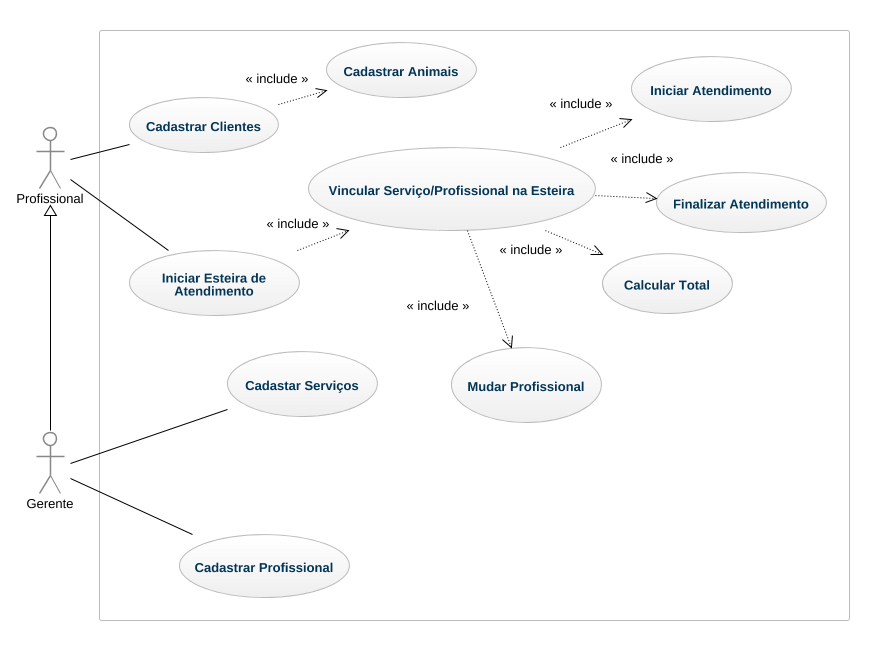 « include »
Cadastrar Animais
Cadastrar Clientes
Iniciar Atendimento
« include »
« include »
Profissional
Vincular Serviço/Profissional na Esteira
Finalizar Atendimento
« include »
« include »
Iniciar Esteira de
Atendimento
Calcular Total
« include »
Cadastar Serviços
Mudar Profissional
Gerente
Cadastrar Profissional